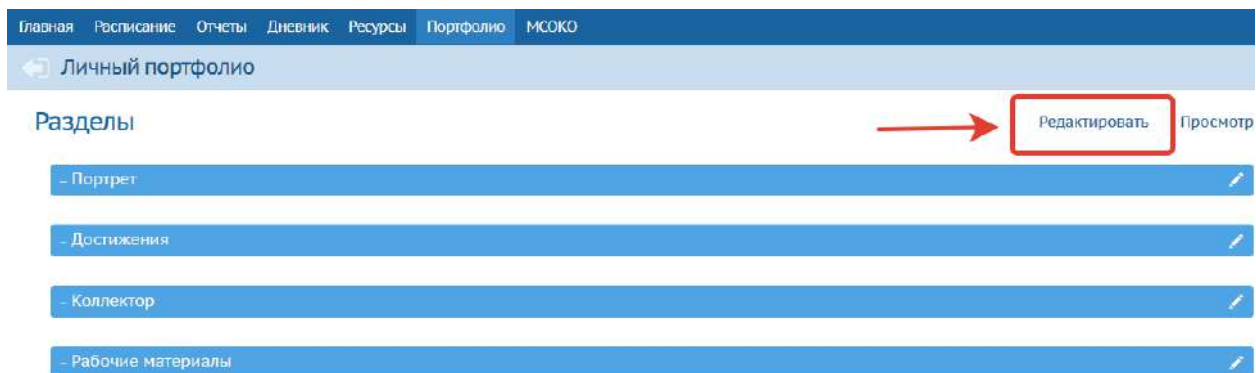 Главная Расписание Отчеты Дневник Ресурсы Портфолио МСОКО
Личный портфолио
Разделы Редактировать Просмотр
– Портрет
– Достижения
– Коллектор
– Рабочие материалы